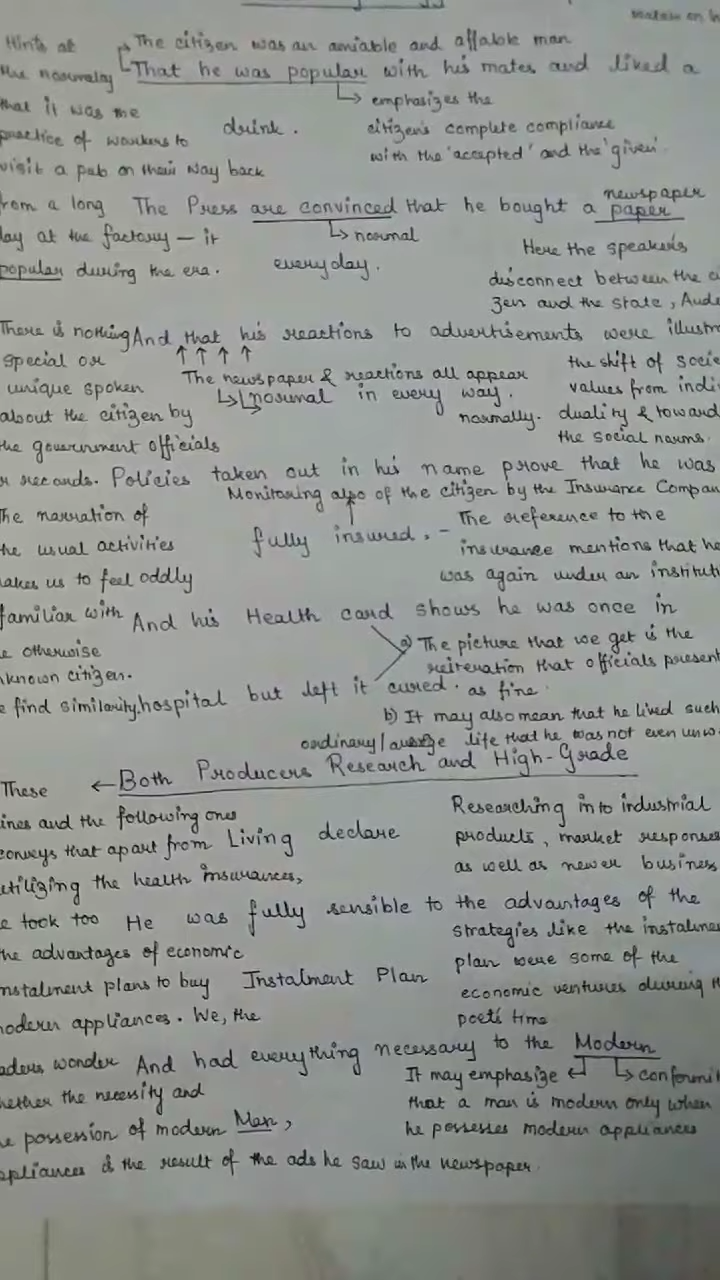 The citizen was an amiable and affable man
Hints at
the normalcy That he was popular with his mates and liked a
that it was the → emphasizes the
practice of workers to drink. citizen's complete compliance
visit a pub on their way back with the 'accepted' and the 'given'.
from a long The Press are convinced that he bought a paper
newspaper
day at the factory – it → normal
popular during the era. everyday. Here the speakers
disconnect between the ci
zen and the state, Aude
There is nothing And that his reactions to advertisements were illustr
special or ↑ ↑ ↑ ↑ the shift of socie
unique spoken The newspaper & reactions all appear values from indi
about the citizen by → normal in every way. normally. duality & toward
the government officials the social norms.
r records. Policies taken out in his name prove that he was
Monitoring also of the citizen by the Insurance Compan
The narration of fully insured. – The reference to the
the usual activities insurance mentions that he
makes us to feel oddly was again under an instituti
familiar with And his Health card shows he was once in
e otherwise a) The picture that we get is the
nknown citizen. reiteration that officials present
e find similarity. hospital but left it cured. as fine.
b) It may also mean that he lived such
ordinary/average life that he was not even
These ← Both Producers Research and High-Grade
ines and the following ones Researching into industrial
conveys that apart from Living declare products, market responses
utilizing the health insurances, as well as newer business
e took too He was fully sensible to the advantages of the
the advantages of economic strategies like the instalmen
nstalment plans to buy Instalment Plan plan were some of the
modern appliances. We, the economic ventures during th
poet's time
aders wonder And had everything necessary to the Modern
hether the necessity and It may emphasize ↵ → conformi
he possession of modern Man, that a man is modern only when
he possesses modern appliances
ppliances is the result of the ads he saw in the newspaper.